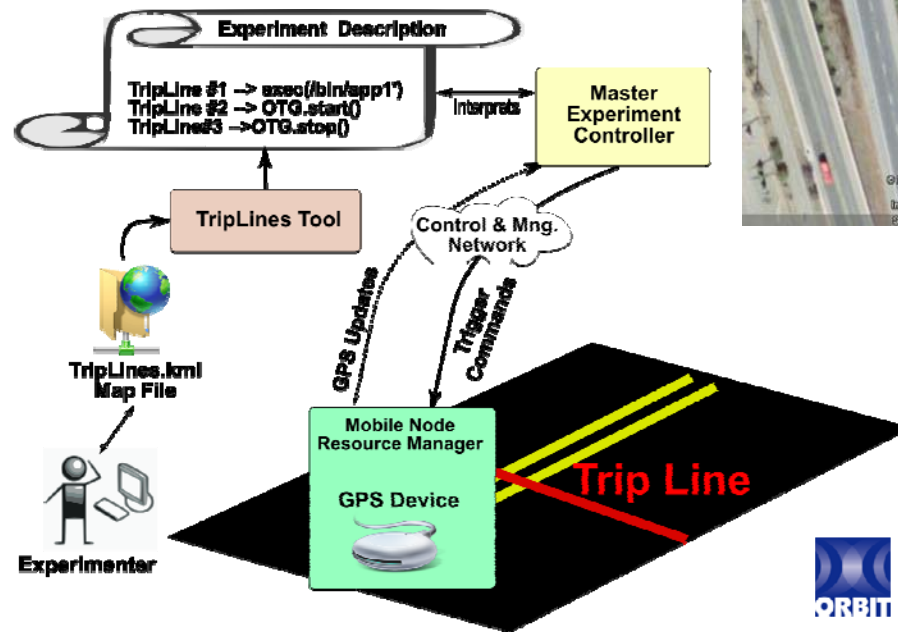 Experiment Description
TripLine #1 --> exec(/bin/app1')
TripLine #2 --> OTG.start()
TripLine#3 -->OTG.stop()
Interprets
Master
Experiment
Controller
TripLines Tool
Control & Mng.
Network
GPS Updates
Trigger
Commands
TripLines.kml
Map File
Mobile Node
Resource Manager
GPS Device
Trip Line
Experimenter
ORBIT